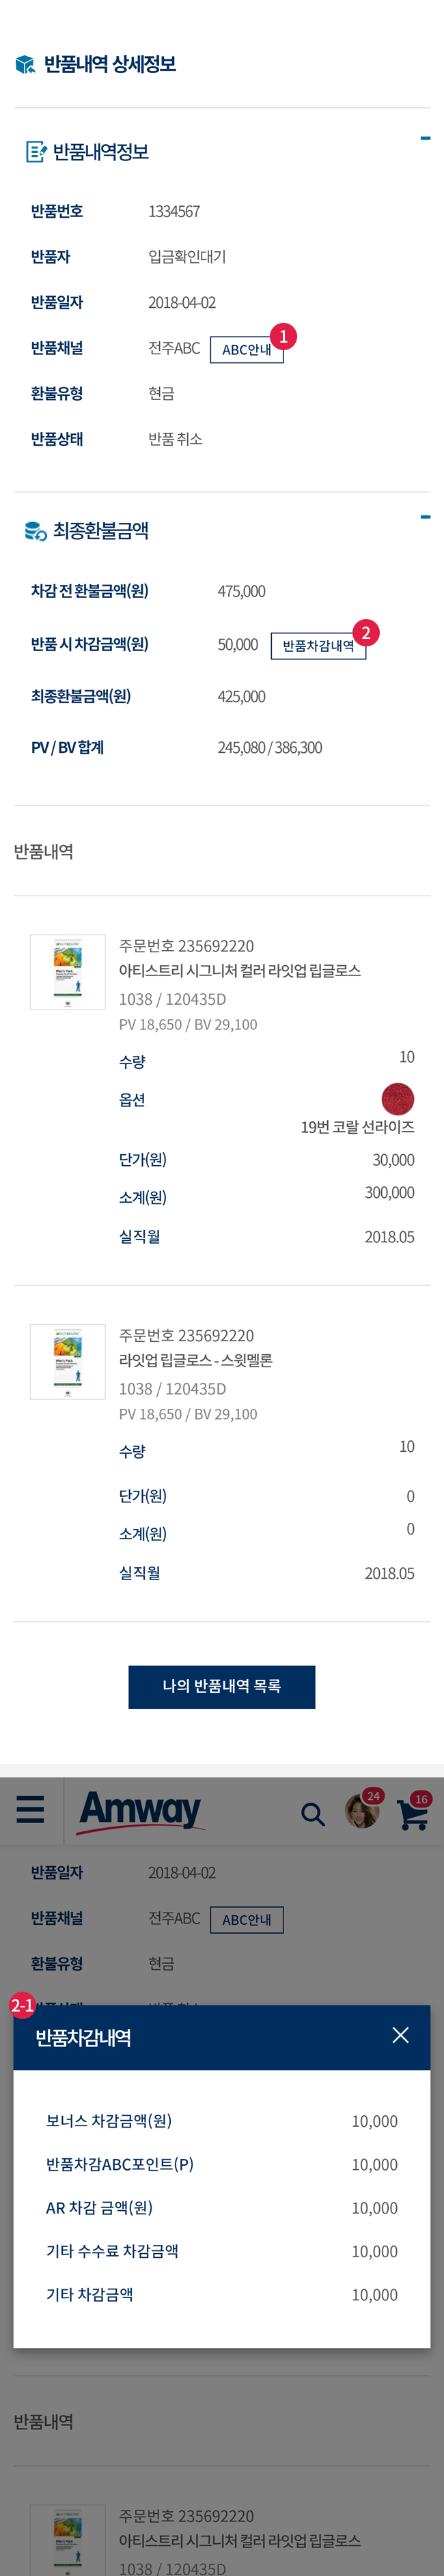 반품내역 상세정보
반품내역정보
반품번호 1334567
반품자 입금확인대기
반품일자 2018-04-02
반품채널 전주ABC ABC안내 1
환불유형 현금
반품상태 반품 취소
최종환불금액
차감 전 환불금액(원) 475,000
반품 시 차감금액(원) 50,000 반품차감내역 2
최종환불금액(원) 425,000
PV / BV 합계 245,080 / 386,300
반품내역
주문번호 235692220
아티스트리 시그니처 컬러 라잇업 립글로스
1038 / 120435D
PV 18,650 / BV 29,100
수량 10
옵션
19번 코랄 선라이즈
단가(원) 30,000
소계(원) 300,000
실직월 2018.05
주문번호 235692220
라잇업 립글로스 - 스윗멜론
1038 / 120435D
PV 18,650 / BV 29,100
수량 10
단가(원) 0
소계(원) 0
실직월 2018.05
나의 반품내역 목록
Amway 24 16
반품일자 2018-04-02
반품채널 전주ABC ABC안내
환불유형 현금
2-1
반품차감내역
보너스 차감금액(원) 10,000
반품차감ABC포인트(P) 10,000
AR 차감 금액(원) 10,000
기타 수수료 차감금액 10,000
기타 차감금액 10,000
반품내역
주문번호 235692220
아티스트리 시그니처 컬러 라잇업 립글로스
1038 / 120435D